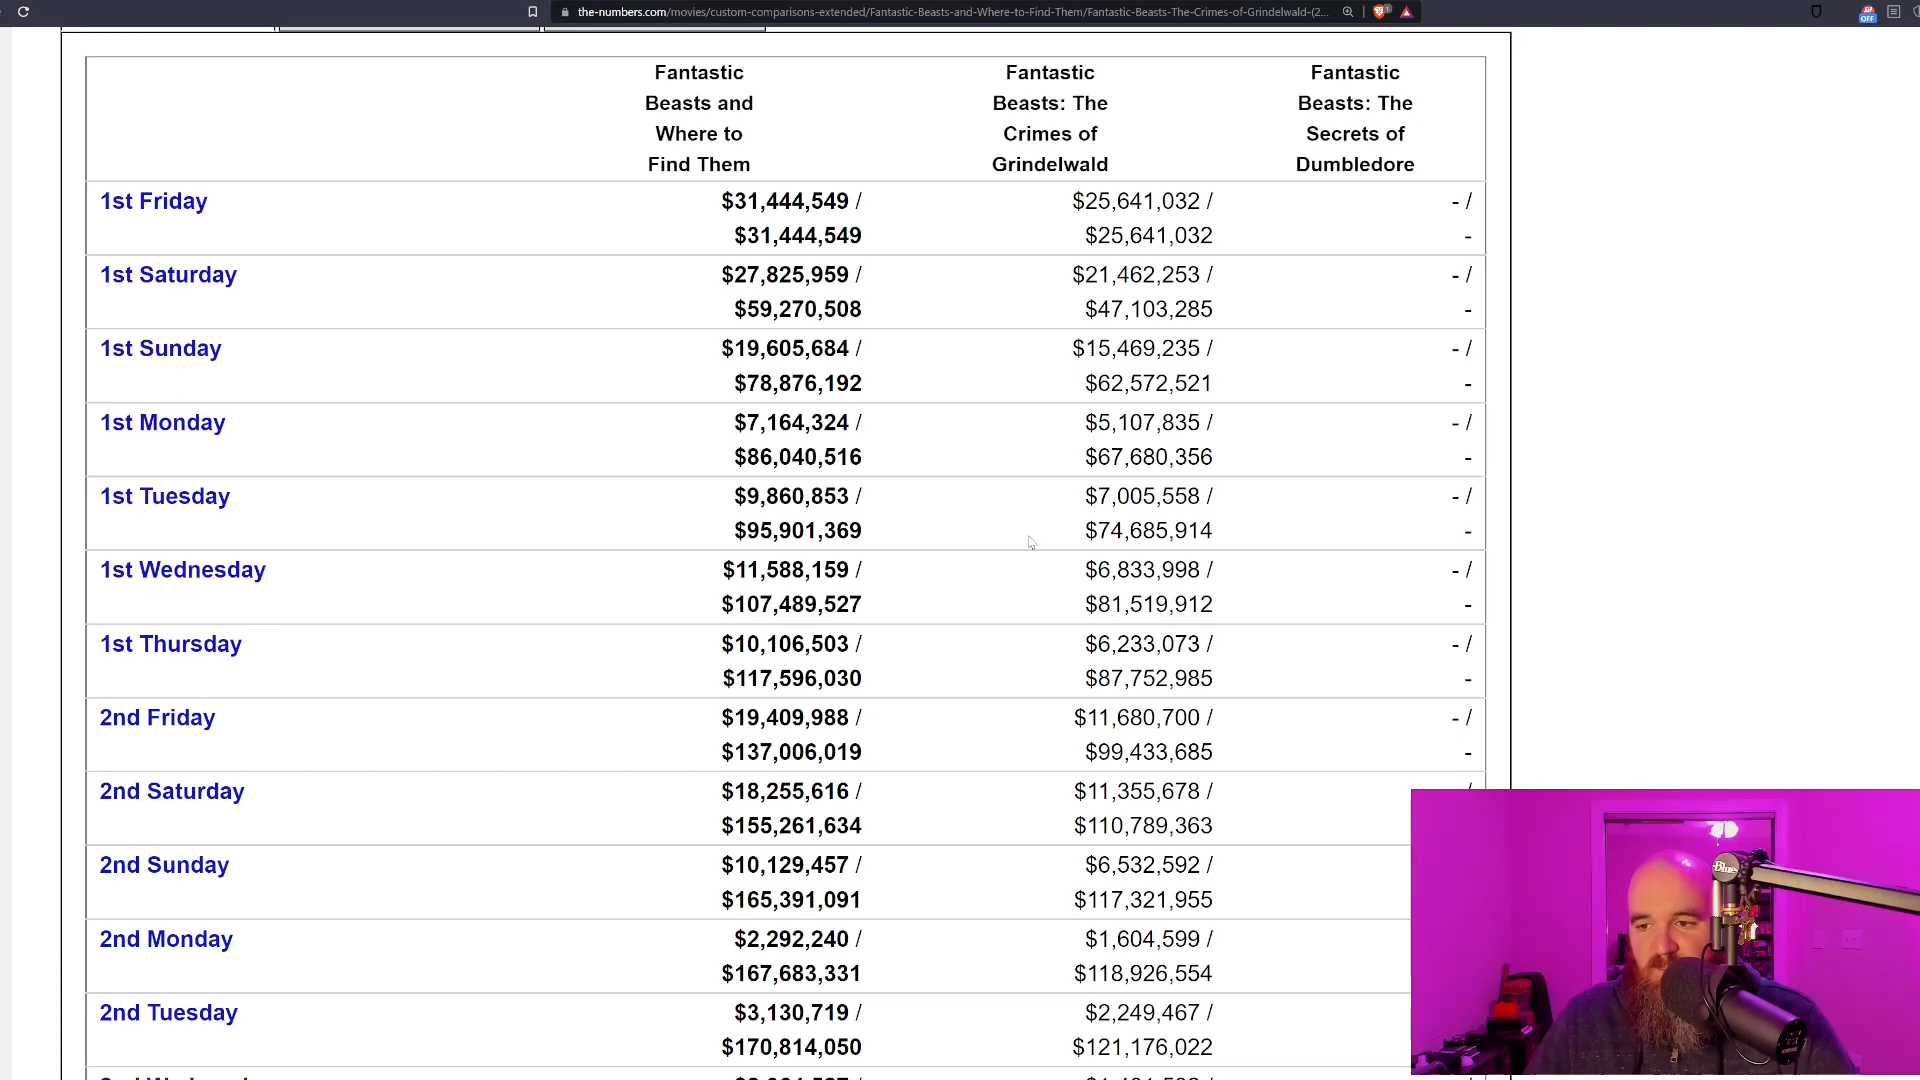 the-numbers.com/movies/custom-comparisons-extended/Fantastic-Beasts-and-Where-to-Find-Them/Fantastic-Beasts-The-Crimes-of-Grindelwald-(2...
OFF
Fantastic Beasts and Where to Find Them
Fantastic Beasts: The Crimes of Grindelwald
Fantastic Beasts: The Secrets of Dumbledore
1st Friday $31,444,549 / $25,641,032 / - /
$31,444,549 $25,641,032 -
1st Saturday $27,825,959 / $21,462,253 / - /
$59,270,508 $47,103,285 -
1st Sunday $19,605,684 / $15,469,235 / - /
$78,876,192 $62,572,521 -
1st Monday $7,164,324 / $5,107,835 / - /
$86,040,516 $67,680,356 -
1st Tuesday $9,860,853 / $7,005,558 / - /
$95,901,369 $74,685,914 -
1st Wednesday $11,588,159 / $6,833,998 / - /
$107,489,527 $81,519,912 -
1st Thursday $10,106,503 / $6,233,073 / - /
$117,596,030 $87,752,985 -
2nd Friday $19,409,988 / $11,680,700 / - /
$137,006,019 $99,433,685 -
2nd Saturday $18,255,616 / $11,355,678 / /
$155,261,634 $110,789,363
2nd Sunday $10,129,457 / $6,532,592 /
$165,391,091 $117,321,955
2nd Monday $2,292,240 / $1,604,599 /
$167,683,331 $118,926,554
2nd Tuesday $3,130,719 / $2,249,467 /
$170,814,050 $121,176,022
Blue